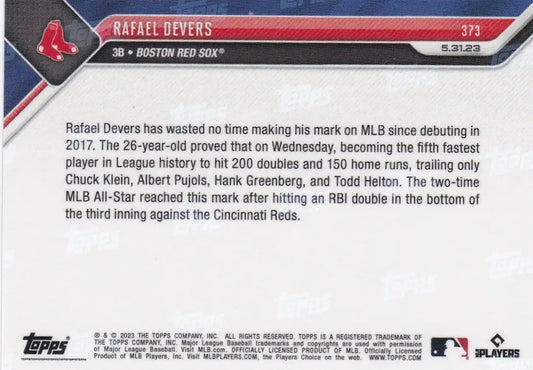 RAFAEL DEVERS
373
3B • BOSTON RED SOX®
5.31.23
Rafael Devers has wasted no time making his mark on MLB since debuting in
2017. The 26-year-old proved that on Wednesday, becoming the fifth fastest
player in League history to hit 200 doubles and 150 home runs, trailing only
Chuck Klein, Albert Pujols, Hank Greenberg, and Todd Helton. The two-time
MLB All-Star reached this mark after hitting an RBI double in the bottom of
the third inning against the Cincinnati Reds.
Topps
® & © 2023 THE TOPPS COMPANY, INC. ALL RIGHTS RESERVED. TOPPS IS A REGISTERED TRADEMARK OF
THE TOPPS COMPANY, INC. Major League Baseball trademarks and copyrights are used with permission
of Major League Baseball. Visit MLB.com. OFFICIALLY LICENSED PRODUCT OF MLB. Officially Licensed
Product of MLB Players, Inc. Visit MLBPLAYERS.com, the Players Choice on the web. WWW.TOPPS.COM
PLAYERS